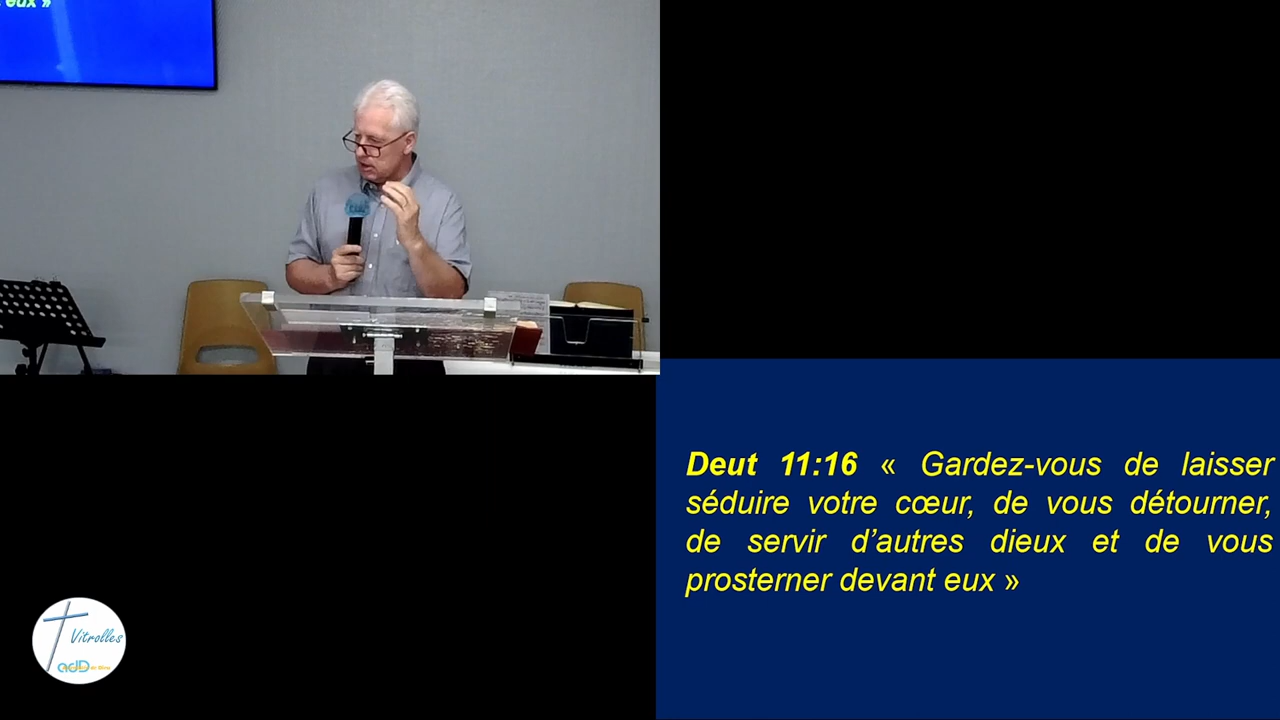 eux »
Deut 11:16 « Gardez-vous de laisser
séduire votre cœur, de vous détourner,
de servir d’autres dieux et de vous
prosterner devant eux »
Vitrolles
adD